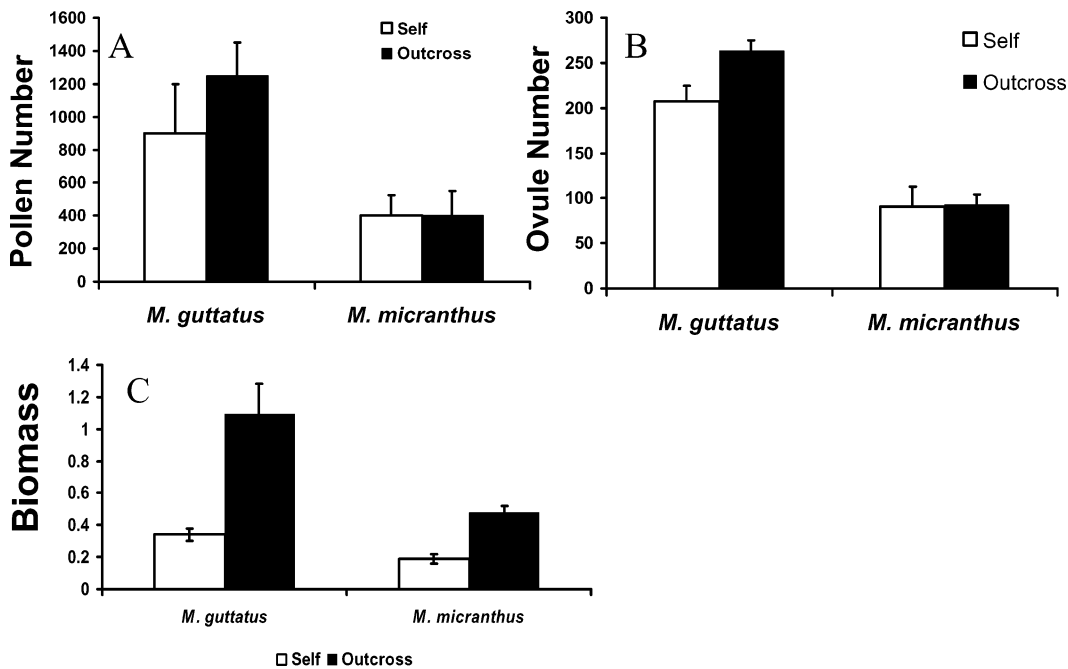 A
Pollen Number
1600
1400
1200
1000
800
600
400
200
0
Self
Outcross
M. guttatus
M. micranthus
B
Ovule Number
300
250
200
150
100
50
0
Self
Outcross
M. guttatus
M. micranthus
C
Biomass
1.4
1.2
1
0.8
0.6
0.4
0.2
0
M. guttatus
M. micranthus
Self Outcross